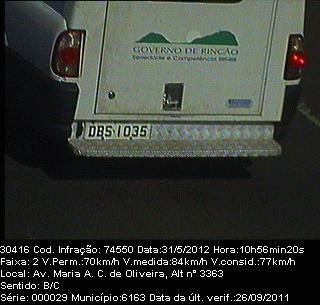 GOVERNO DE RINCÃO
Seriedade e Competência
DBS 1035
30416 Cod. Infração: 74550 Data:31/5/2012 Hora:10h56min20s
Faixa: 2 V.Perm.:70km/h V.medida:84km/h V.consid.:77km/h
Local: Av. Maria A. C. de Oliveira, Alt nº 3363
Sentido: B/C
Série: 000029 Município:6163 Data da últ. verif.:26/09/2011